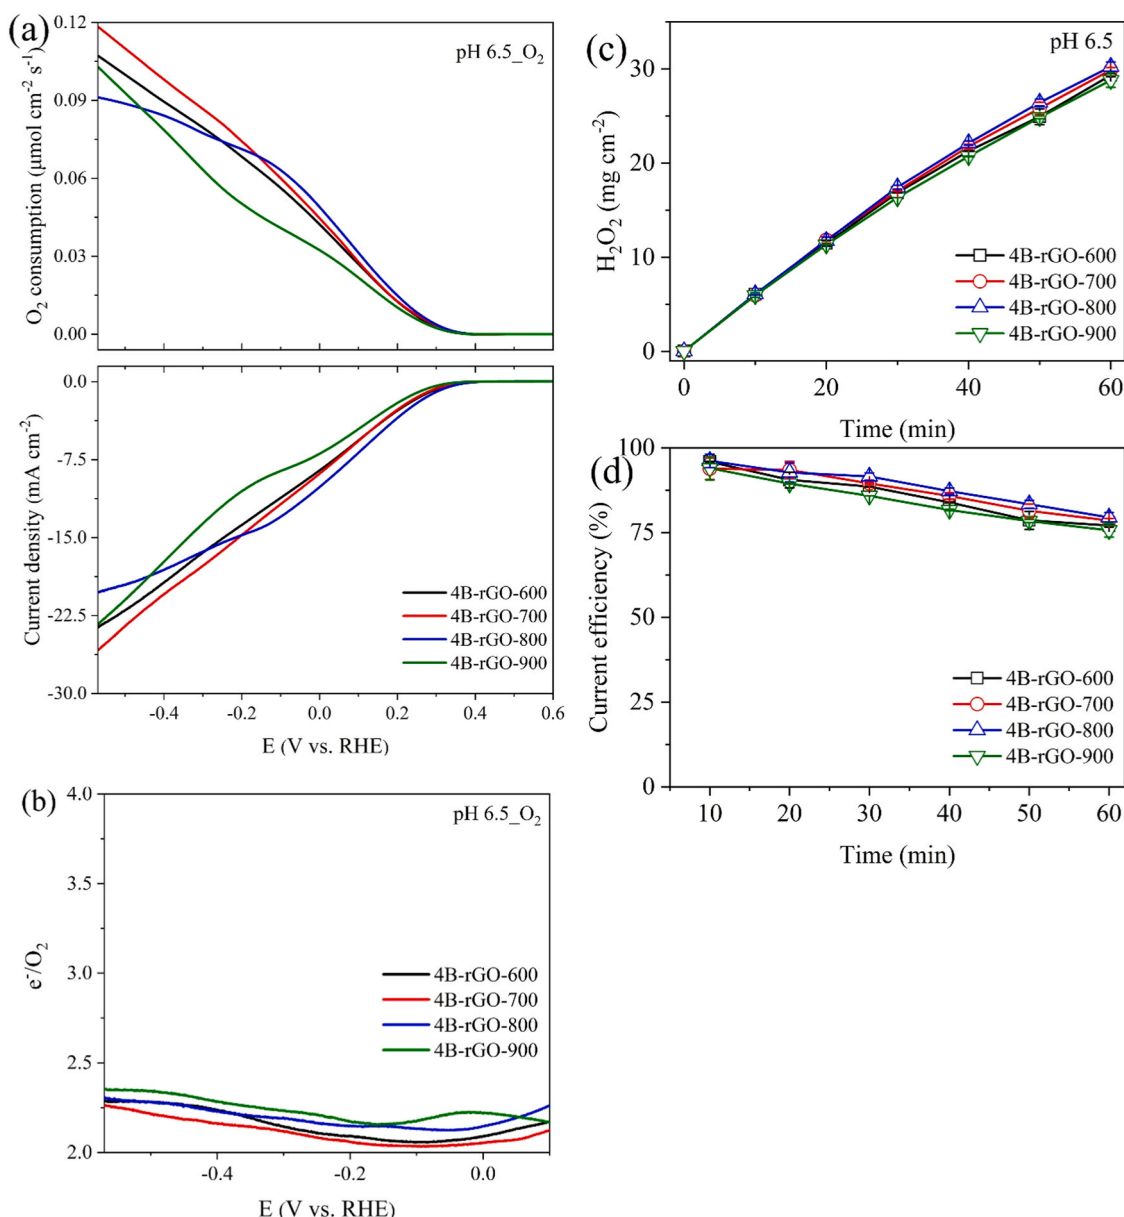 (a)
pH 6.5_O₂
O₂ consumption (μmol cm⁻² s⁻¹)
0.12
0.09
0.06
0.03
0.00
Current density (mA cm⁻²)
0.0
-7.5
-15.0
-22.5
-30.0
4B-rGO-600
4B-rGO-700
4B-rGO-800
4B-rGO-900
-0.4 -0.2 0.0 0.2 0.4 0.6
E (V vs. RHE)
(b)
pH 6.5_O₂
e⁻/O₂
4.0
3.5
3.0
2.5
2.0
4B-rGO-600
4B-rGO-700
4B-rGO-800
4B-rGO-900
-0.4 -0.2 0.0
E (V vs. RHE)
(c)
pH 6.5
H₂O₂ (mg cm⁻²)
30
20
10
0
4B-rGO-600
4B-rGO-700
4B-rGO-800
4B-rGO-900
0 20 40 60
Time (min)
(d)
Current efficiency (%)
100
75
50
25
0
4B-rGO-600
4B-rGO-700
4B-rGO-800
4B-rGO-900
10 20 30 40 50 60
Time (min)